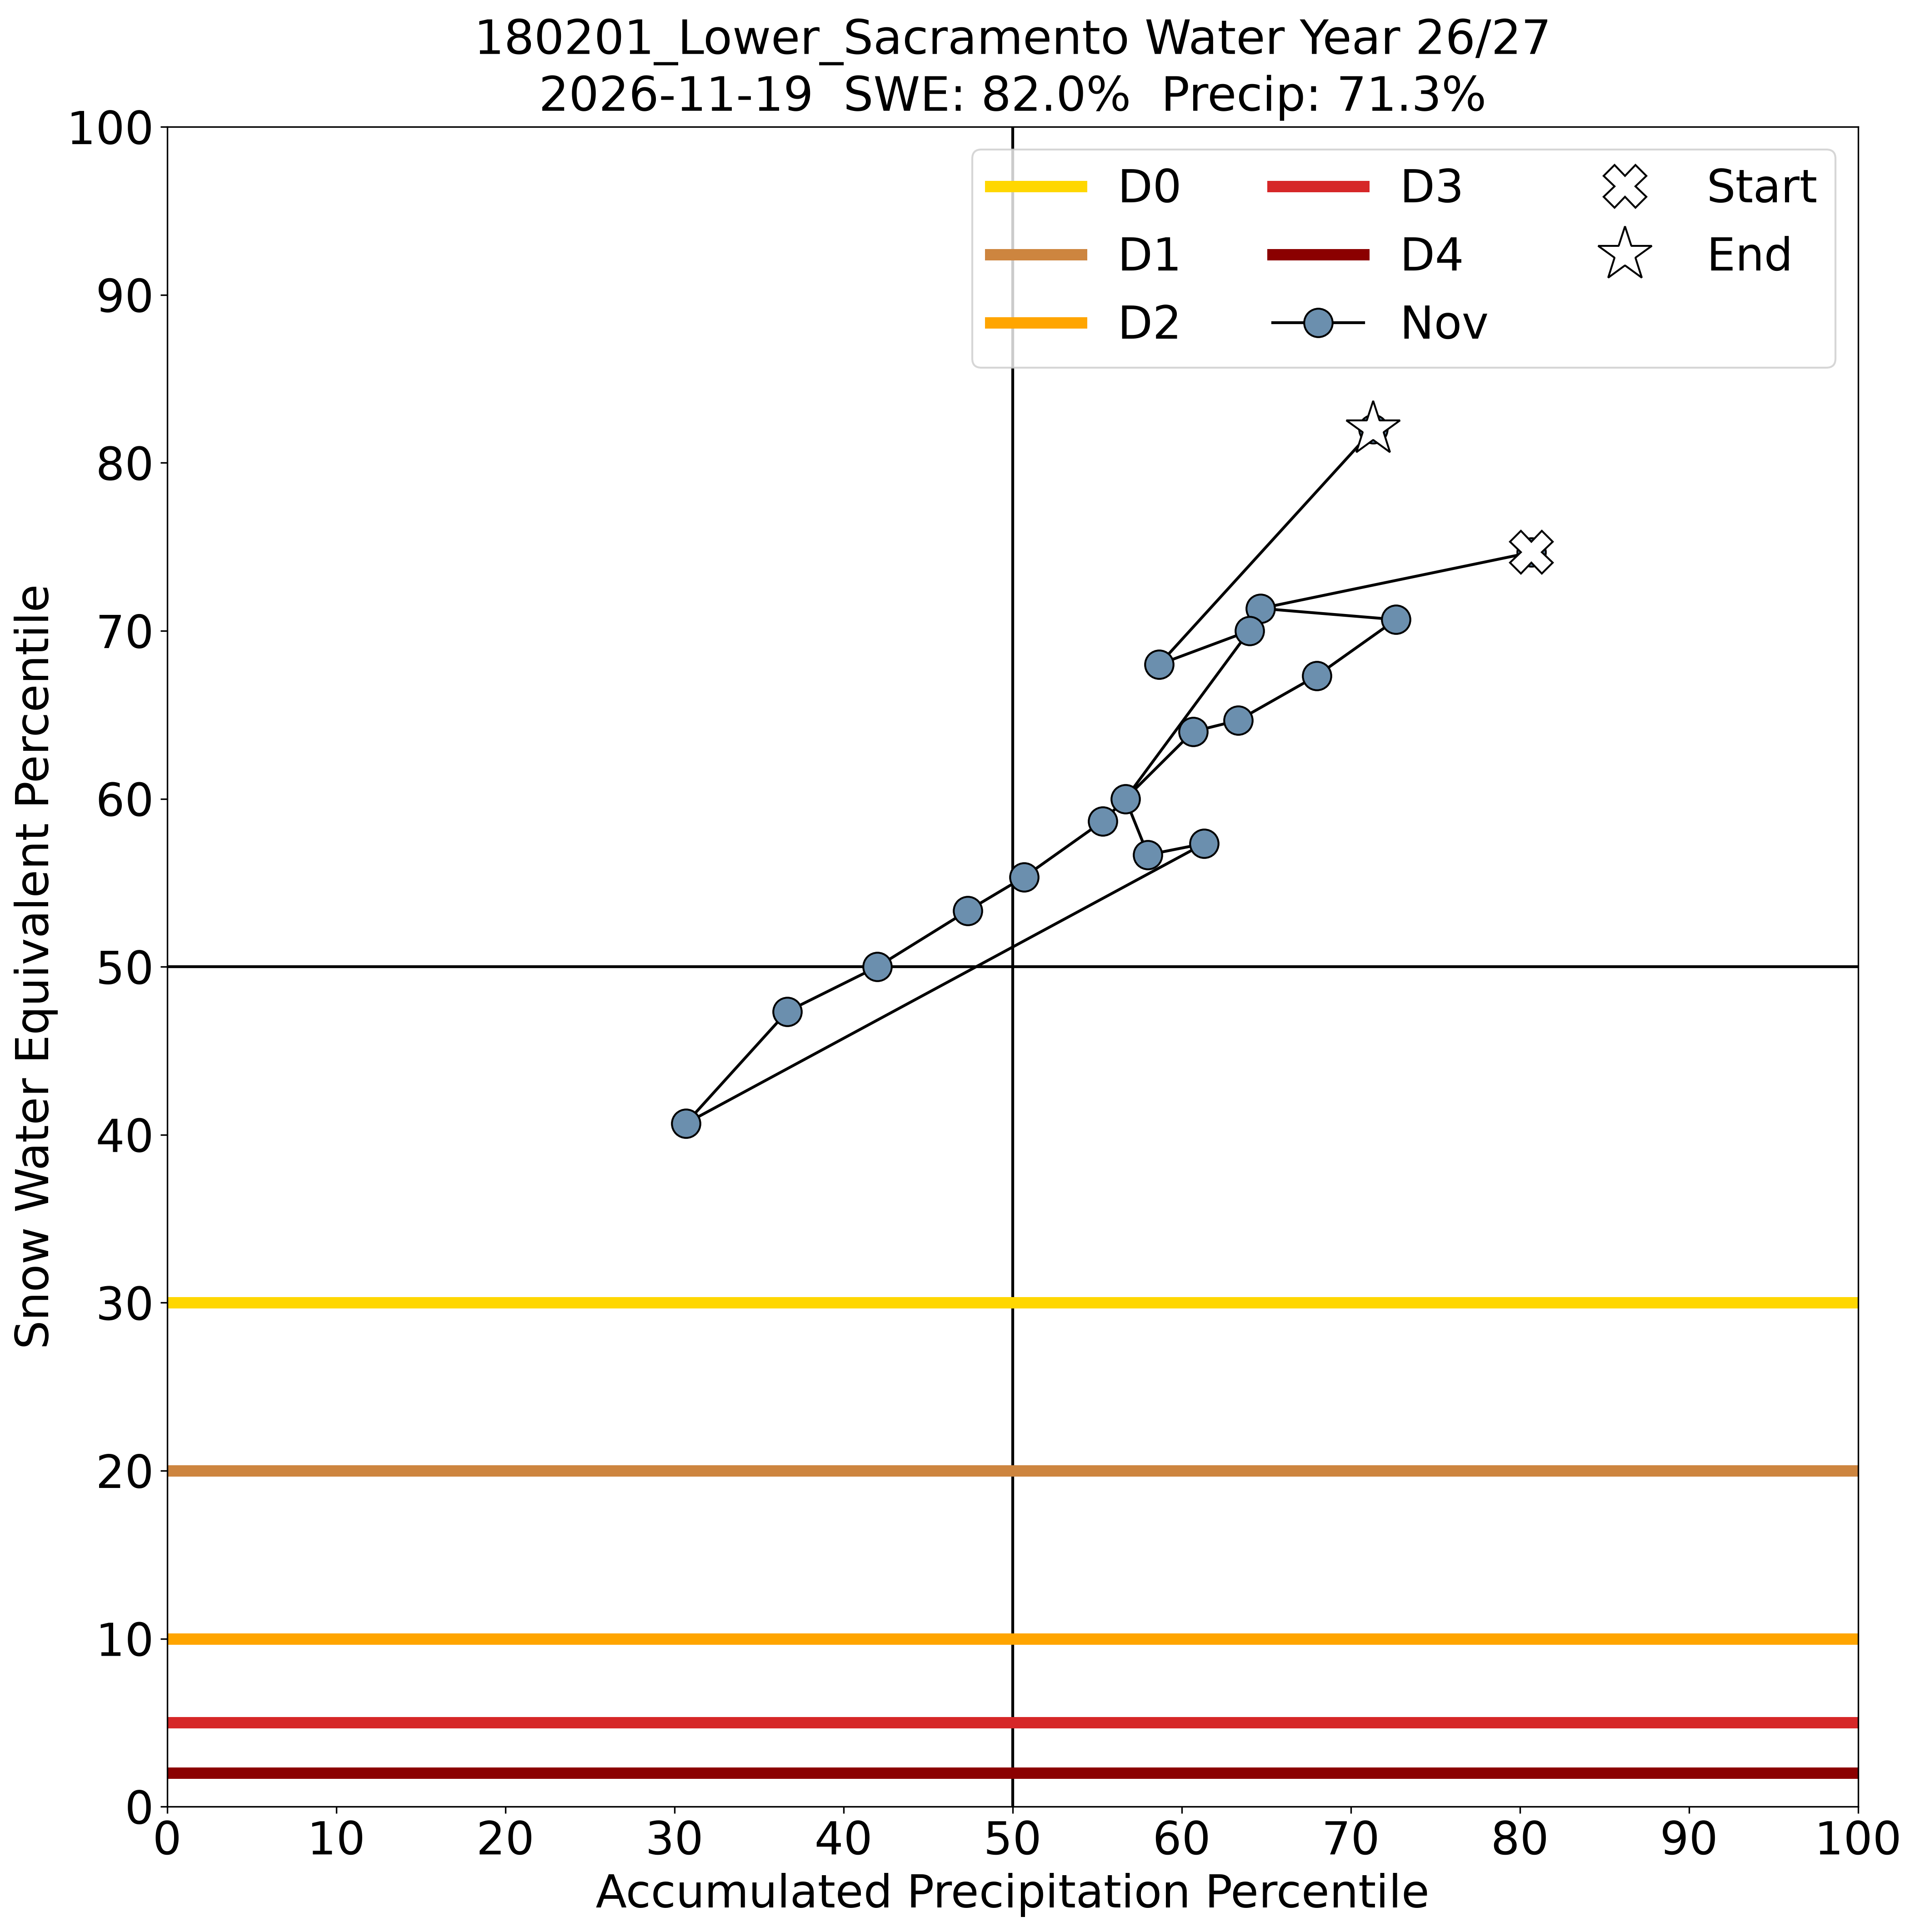 180201_Lower_Sacramento Water Year 26/27
2026-11-19  SWE: 82.0%  Precip: 71.3%
D0
D1
D2
D3
D4
Nov
Start
End
Snow Water Equivalent Percentile
100
90
80
70
60
50
40
30
20
10
0
0 10 20 30 40 50 60 70 80 90 100
Accumulated Precipitation Percentile